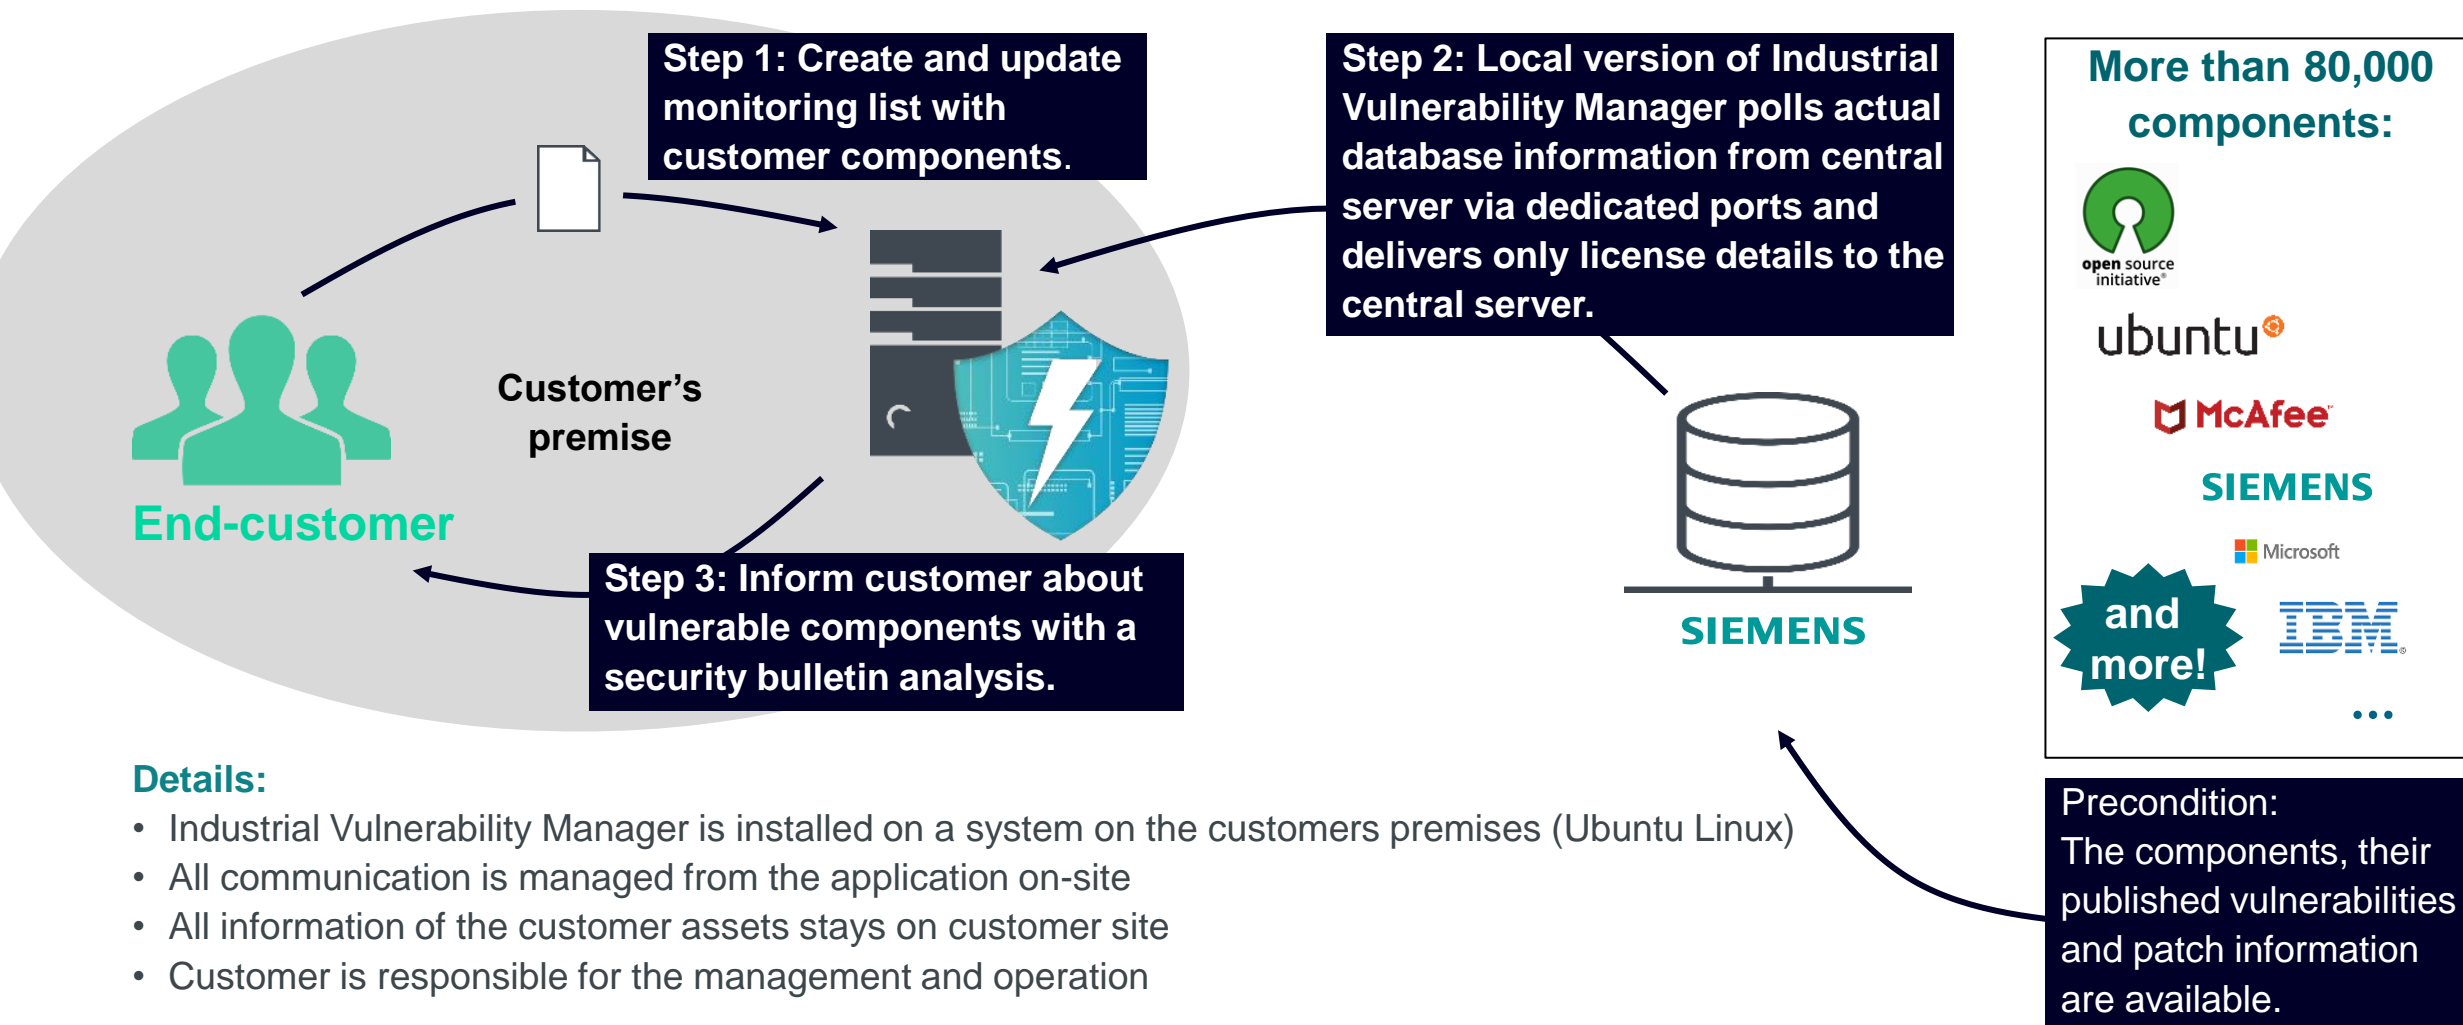 Step 1: Create and update
monitoring list with
customer components.
Step 2: Local version of Industrial
Vulnerability Manager polls actual
database information from central
server via dedicated ports and
delivers only license details to the
central server.
More than 80,000
components:
open source
initiative®
ubuntu
McAfee™
SIEMENS
Microsoft
and
more!
IBM®
...
Customer’s
premise
End-customer
Step 3: Inform customer about
vulnerable components with a
security bulletin analysis.
SIEMENS
Details:
• Industrial Vulnerability Manager is installed on a system on the customers premises (Ubuntu Linux)
• All communication is managed from the application on-site
• All information of the customer assets stays on customer site
• Customer is responsible for the management and operation
Precondition:
The components, their
published vulnerabilities
and patch information
are available.